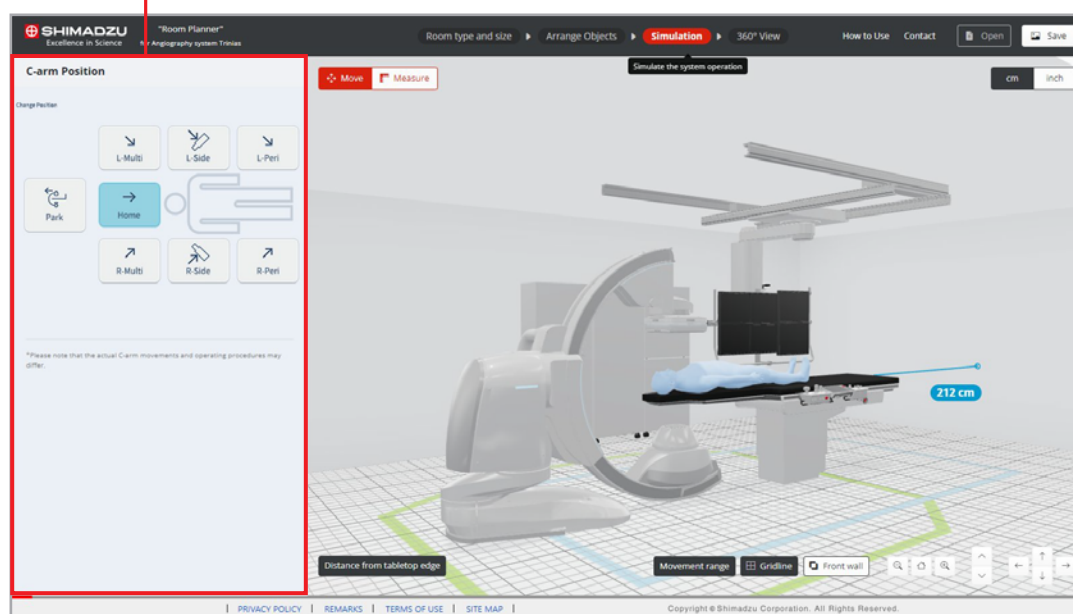 SHIMADZU
Excellence in Science
"Room Planner"
for Angiography system Trinias
Room type and size
Arrange Objects
Simulation
360° View
How to Use
Contact
Open
Save
Simulate the system operation
C-arm Position
Move
Measure
cm
inch
Change Position
L-Multi
L-Side
L-Peri
Park
Home
R-Multi
R-Side
R-Peri
*Please note that the actual C-arm movements and operating procedures may
differ.
212 cm
Distance from tabletop edge
Movement range
Gridline
Front wall
| PRIVACY POLICY | REMARKS | TERMS OF USE | SITE MAP |
Copyright © Shimadzu Corporation. All Rights Reserved.